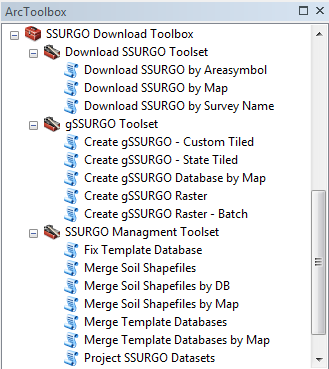 ArcToolbox
SSURGO Download Toolbox
Download SSURGO Toolset
Download SSURGO by Areasymbol
Download SSURGO by Map
Download SSURGO by Survey Name
gSSURGO Toolset
Create gSSURGO - Custom Tiled
Create gSSURGO - State Tiled
Create gSSURGO Database by Map
Create gSSURGO Raster
Create gSSURGO Raster - Batch
SSURGO Managment Toolset
Fix Template Database
Merge Soil Shapefiles
Merge Soil Shapefiles by DB
Merge Soil Shapefiles by Map
Merge Template Databases
Merge Template Databases by Map
Project SSURGO Datasets